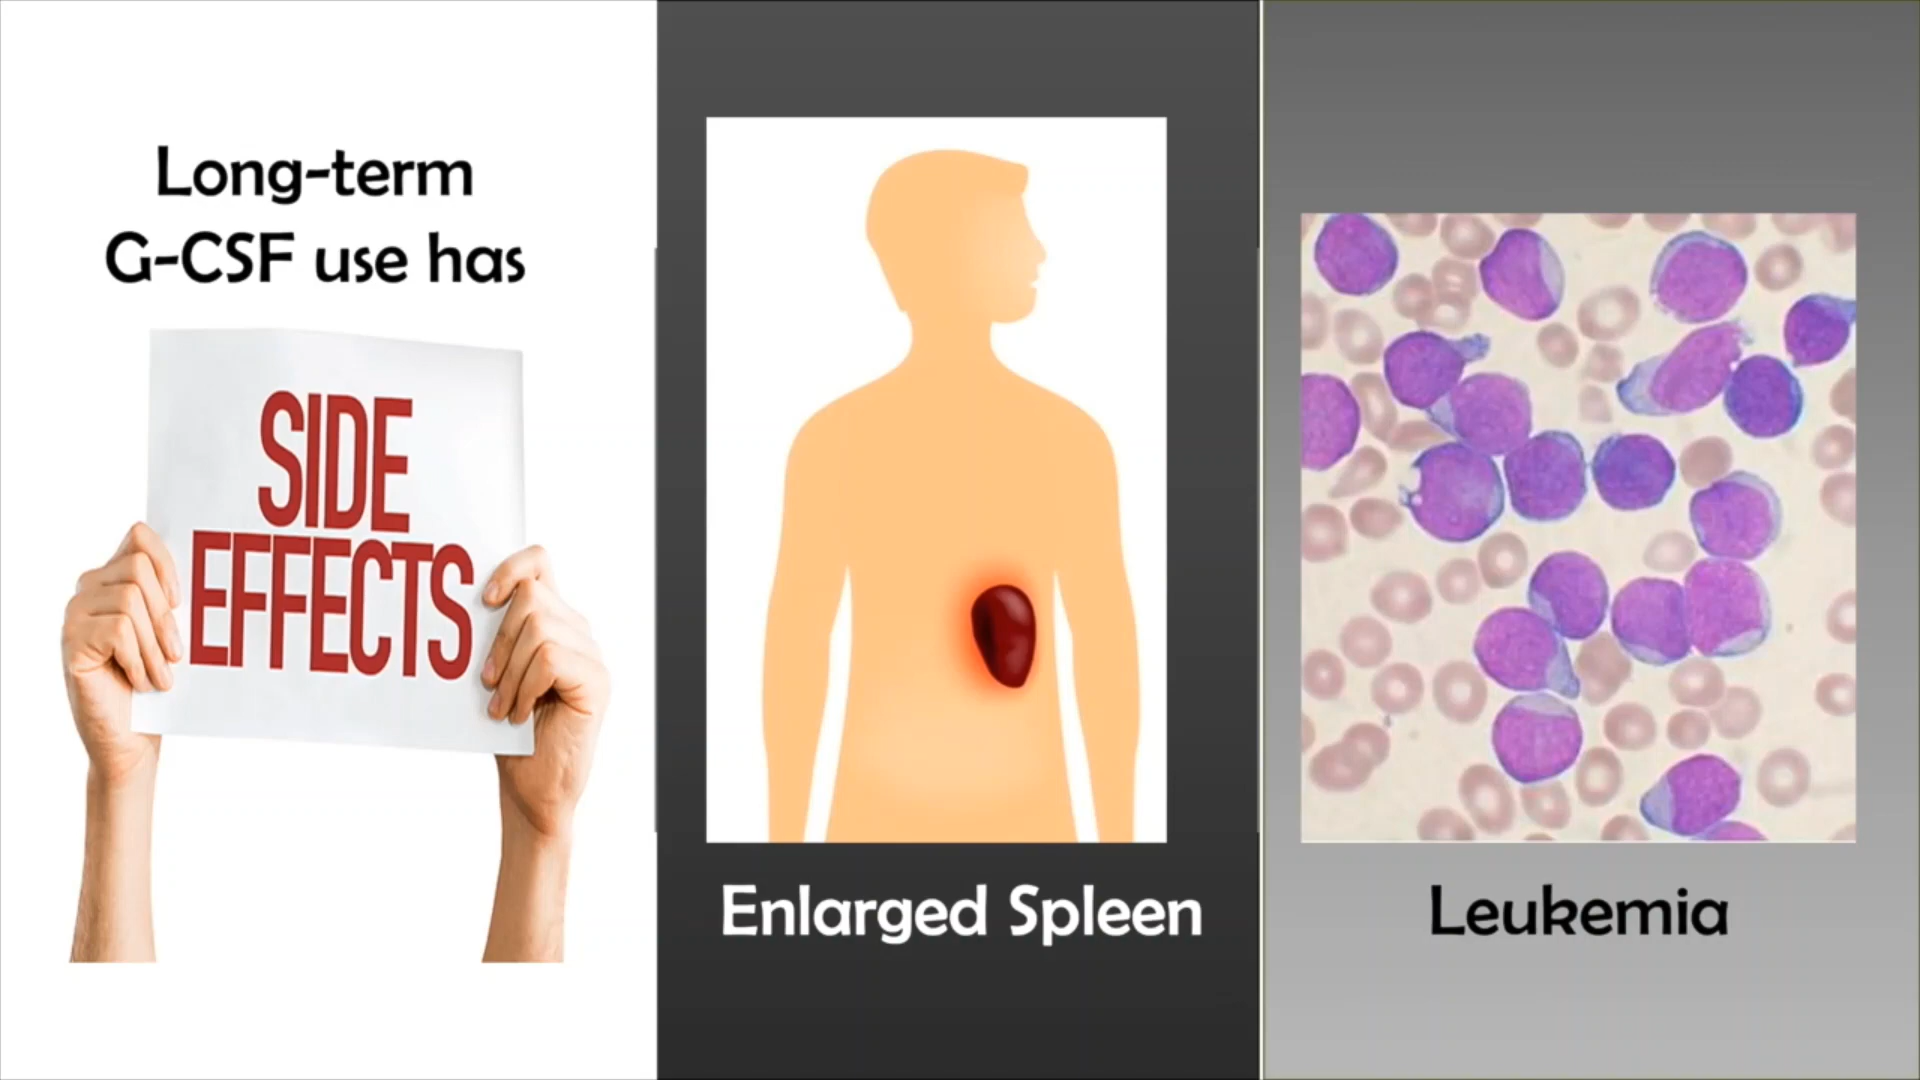 Long-term
G-CSF use has
SIDE
EFFECTS
Enlarged Spleen
Leukemia